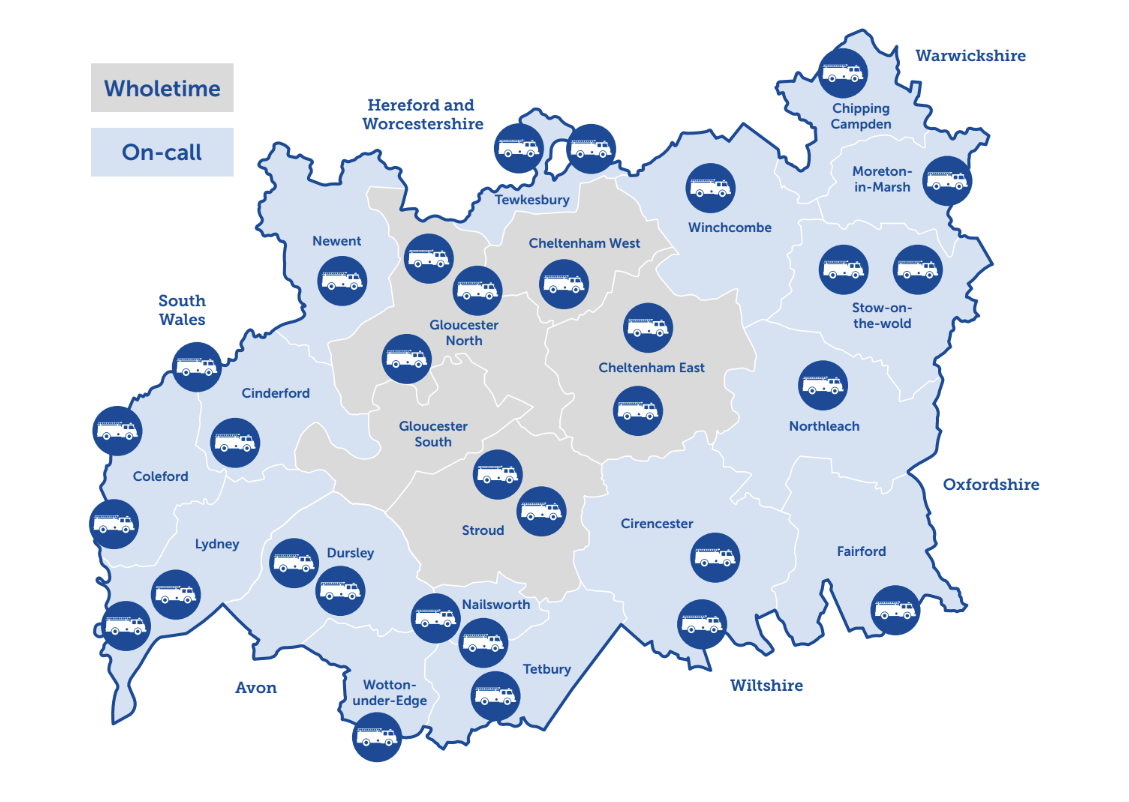 Wholetime
On-call
Hereford and
Worcestershire
Warwickshire
Chipping
Campden
Moreton-
in-Marsh
Tewkesbury
Winchcombe
Newent
Cheltenham West
South
Wales
Gloucester
North
Stow-on-
the-wold
Cheltenham East
Cinderford
Northleach
Gloucester
South
Coleford
Oxfordshire
Cirencester
Stroud
Lydney
Dursley
Fairford
Nailsworth
Tetbury
Avon
Wotton-
under-Edge
Wiltshire